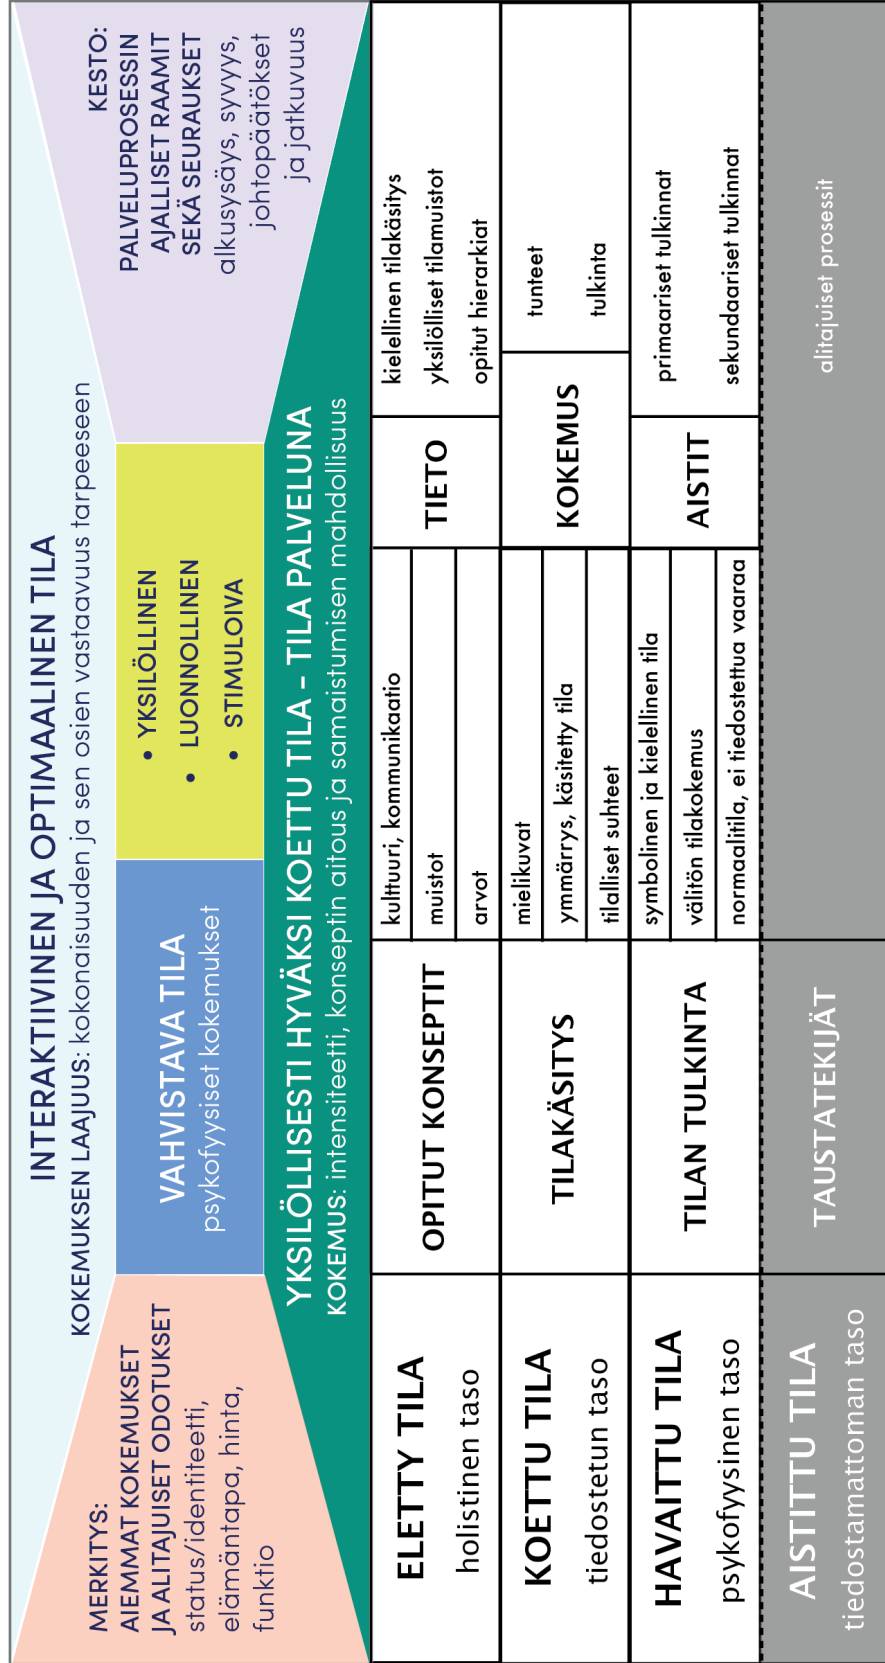 INTERAKTIIVINEN JA OPTIMAALINEN TILA
KOKEMUKSEN LAAJUUS: kokonaisuuden ja sen osien vastaavuus tarpeeseen
MERKITYS:
AIEMMAT KOKEMUKSET
JA ALITAJUISET ODOTUKSET
status/identiteetti,
elämäntapa, hinta,
funktio
VAHVISTAVA TILA
psykofyysiset kokemukset
• YKSILÖLLINEN
• LUONNOLLINEN
• STIMULOIVA
KESTO:
PALVELUPROSESSIN
AJALLISET RAAMIT
SEKÄ SEURAUKSET
alkusysäys, syvyys,
johtopäätökset
ja jatkuvuus
YKSILÖLLISESTI HYVÄKSI KOETTU TILA – TILA PALVELUNA
KOKEMUS: intensiteetti, konseptin aitous ja samaistumisen mahdollisuus
ELETTY TILA
holistinen taso
OPITUT KONSEPTIT
kulttuuri, kommunikaatio
muistot
arvot
TIETO
kielellinen tilakäsitys
yksilölliset tilamuistot
opitut hierarkiat
KOETTU TILA
tiedostetun taso
TILAKÄSITYS
mielikuvat
ymmärrys, käsitetty tila
tilalliset suhteet
KOKEMUS
tunteet
tulkinta
HAVAITTU TILA
psykofyysinen taso
TILAN TULKINTA
symbolinen ja kielellinen tila
välitön tilakokemus
normaalitila, ei tiedostettua vaaraa
AISTIT
primaariset tulkinnat
sekundaariset tulkinnat
AISTITTU TILA
tiedostamattoman taso
TAUSTATEKIJÄT
alitajuiset prosessit